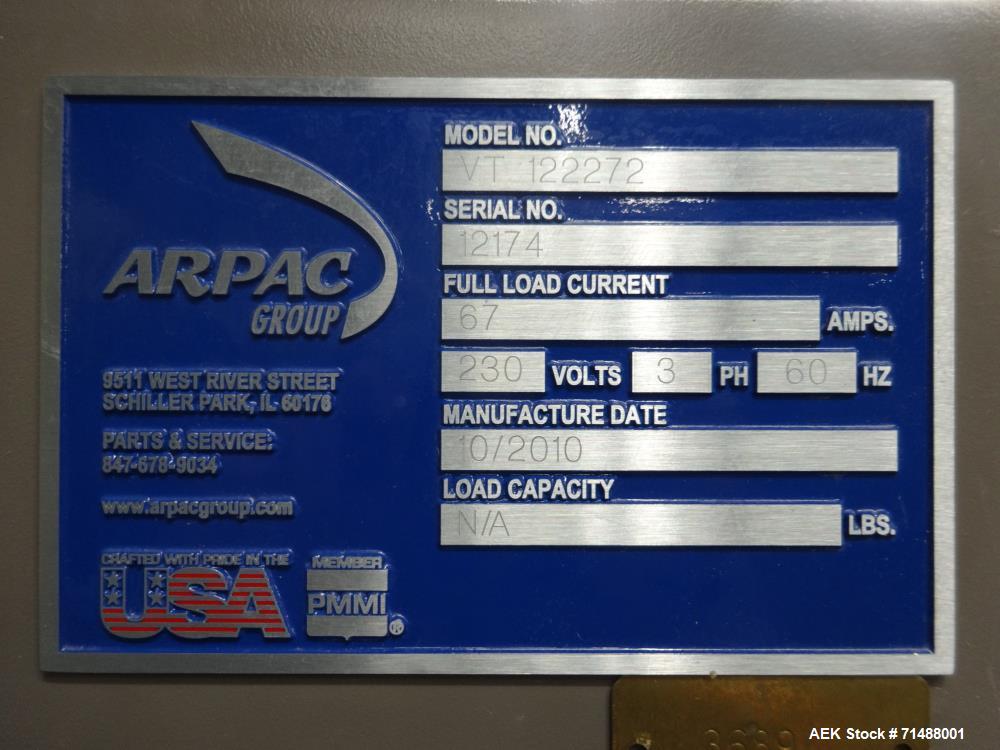 ARPAC
GROUP
9511 WEST RIVER STREET
SCHILLER PARK, IL 60176
PARTS & SERVICE:
847-678-9034
www.arpacgroup.com
CRAFTED WITH PRIDE IN THE
USA
MEMBER
PMMI
®
MODEL NO.
VT 122272
SERIAL NO.
12174
FULL LOAD CURRENT
67 AMPS.
230 VOLTS 3 PH 60 HZ
MANUFACTURE DATE
10/2010
LOAD CAPACITY
N/A LBS.
AEK Stock # 71488001